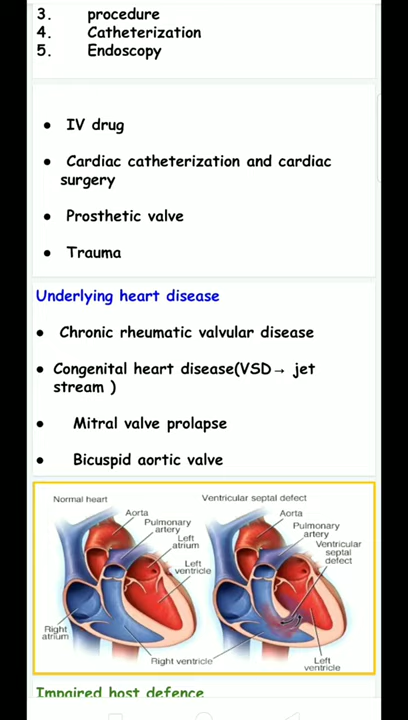 3. procedure
4. Catheterization
5. Endoscopy
• IV drug
• Cardiac catheterization and cardiac
surgery
• Prosthetic valve
• Trauma
Underlying heart disease
• Chronic rheumatic valvular disease
• Congenital heart disease(VSD→ jet
stream )
• Mitral valve prolapse
• Bicuspid aortic valve
Normal heart
Aorta
Pulmonary
artery
Left
atrium
Left
ventricle
Right
atrium
Right ventricle
Ventricular septal defect
Aorta
Pulmonary
artery
Ventricular
septal
defect
Left
ventricle
Impaired host defence